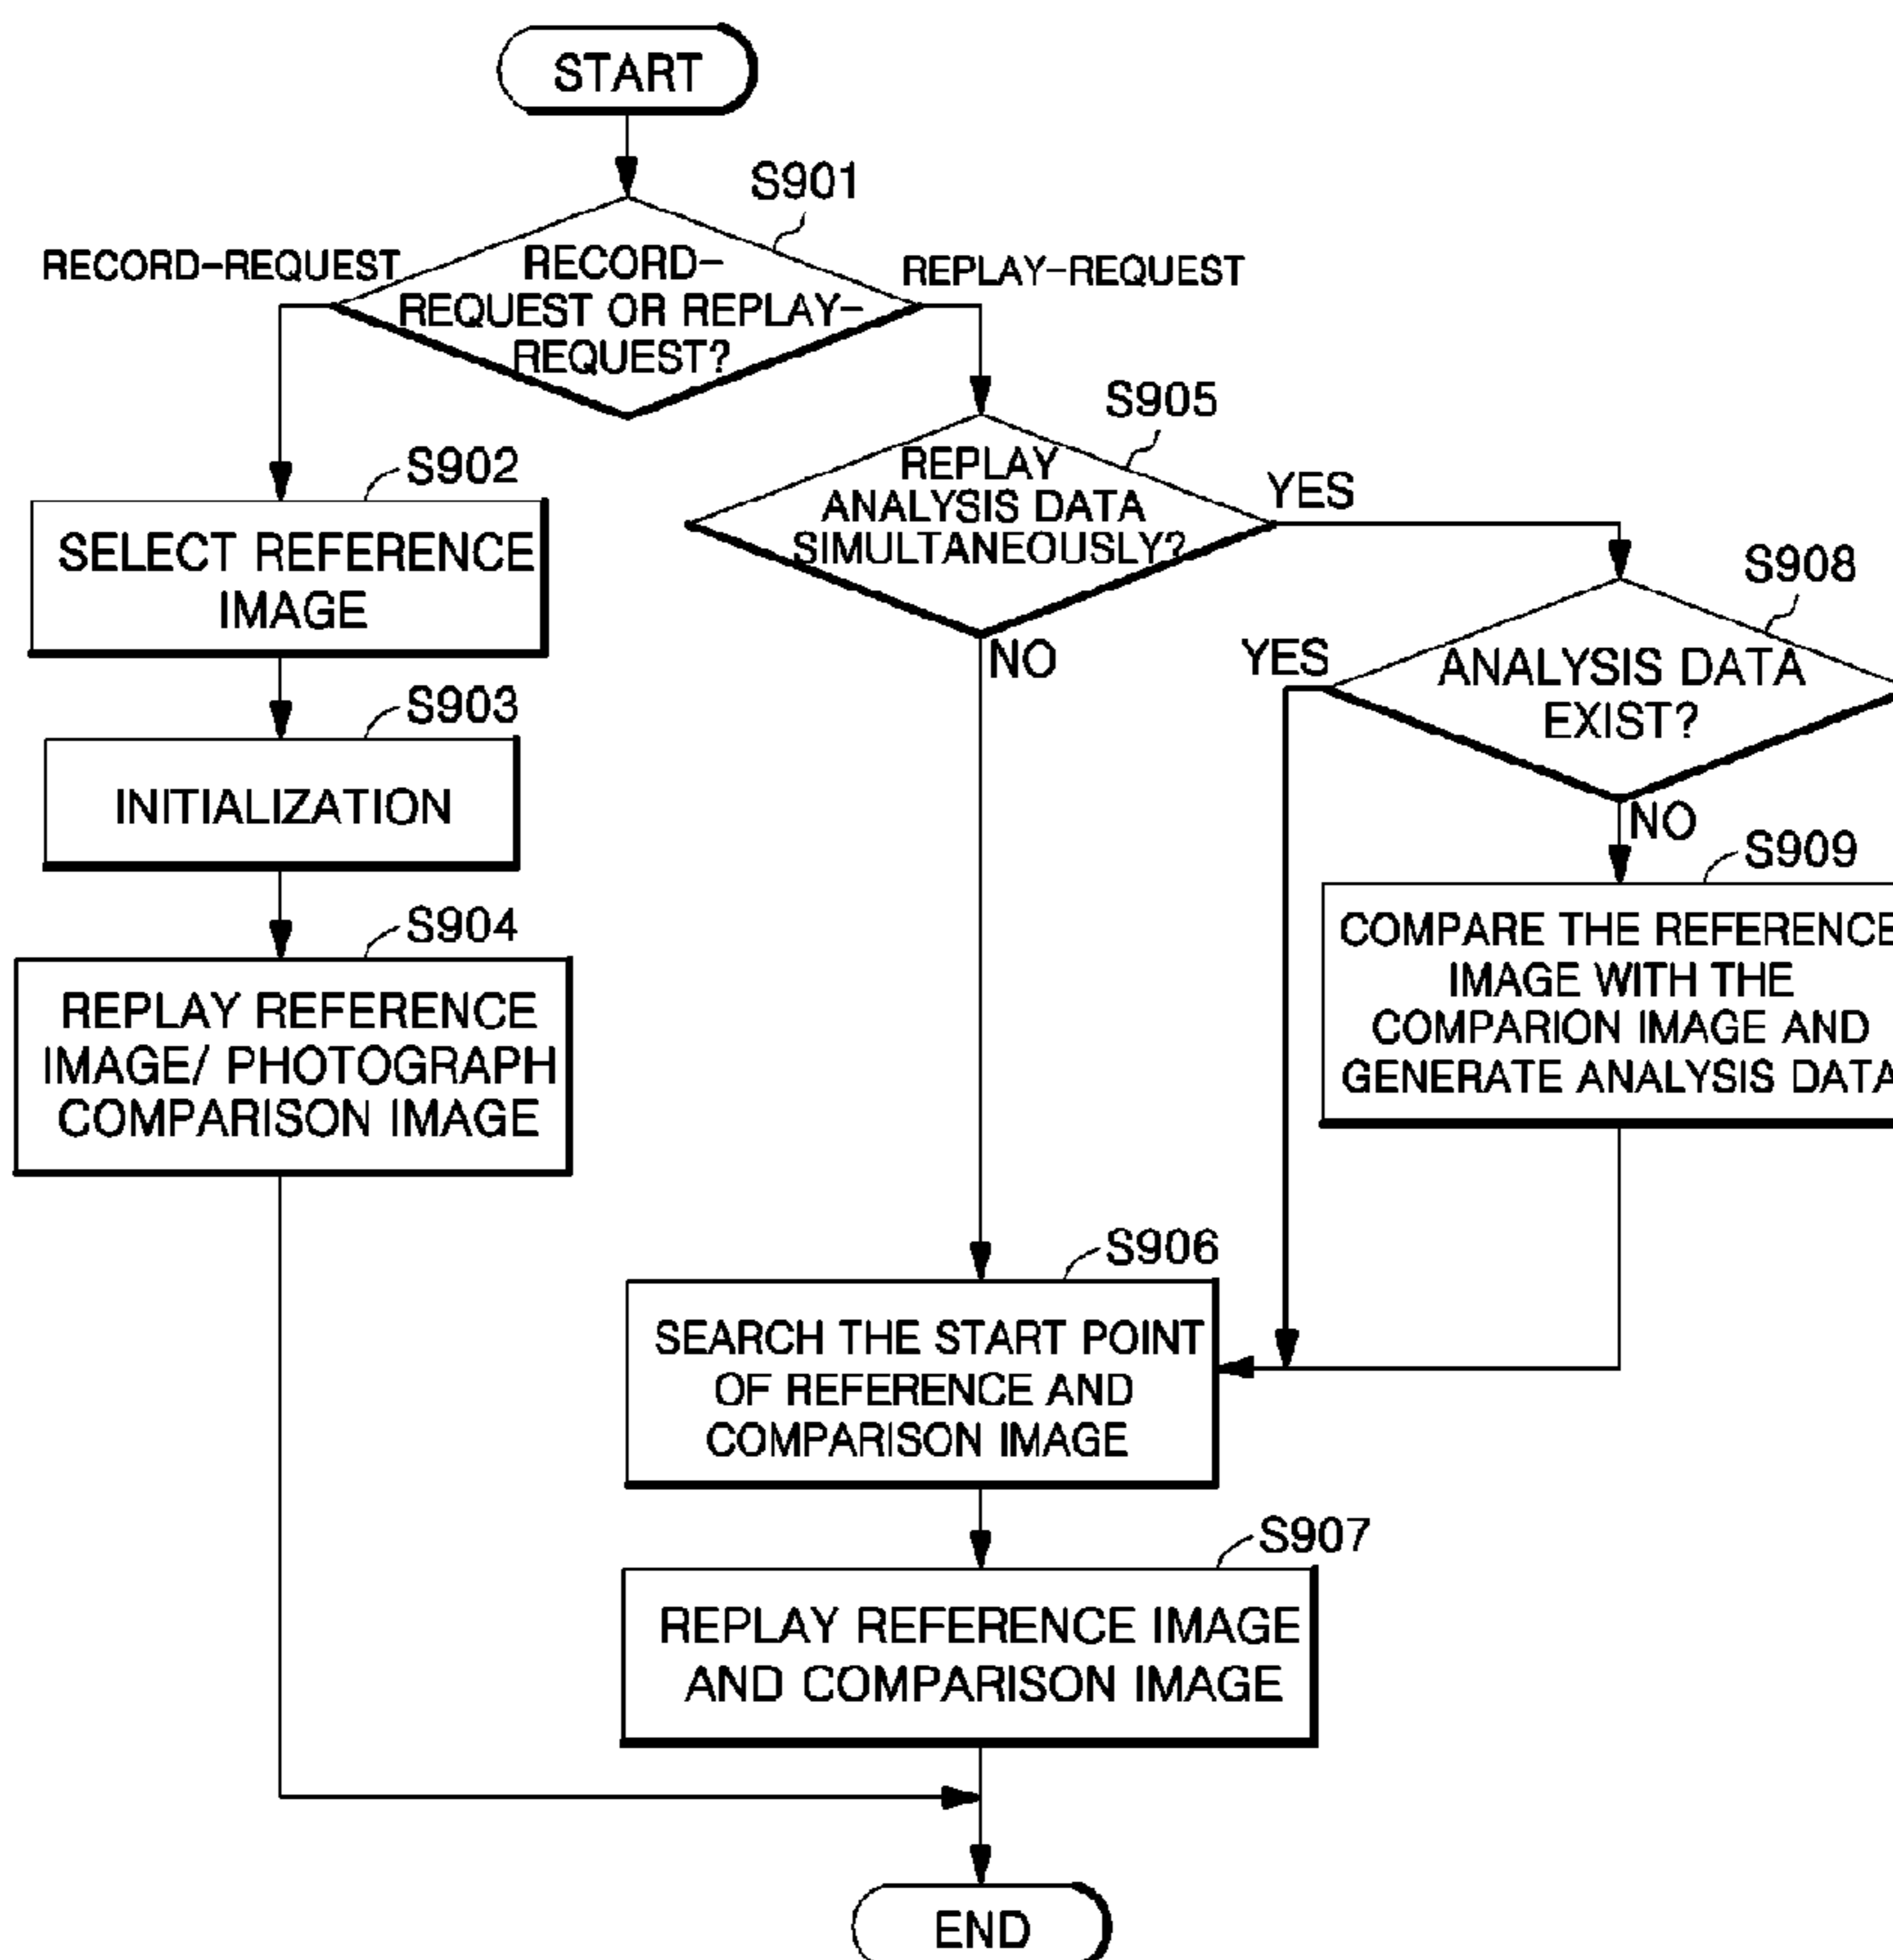 START
S901
RECORD-REQUEST
RECORD-
REQUEST OR REPLAY-
REQUEST?
REPLAY-REQUEST
S902
SELECT REFERENCE
IMAGE
S903
INITIALIZATION
S904
REPLAY REFERENCE
IMAGE/ PHOTOGRAPH
COMPARISON IMAGE
S905
REPLAY
ANALYSIS DATA
SIMULTANEOUSLY?
YES
NO
S908
YES
ANALYSIS DATA
EXIST?
NO
S909
COMPARE THE REFERENCE
IMAGE WITH THE
COMPARION IMAGE AND
GENERATE ANALYSIS DATA
S906
SEARCH THE START POINT
OF REFERENCE AND
COMPARISON IMAGE
S907
REPLAY REFERENCE IMAGE
AND COMPARISON IMAGE
END